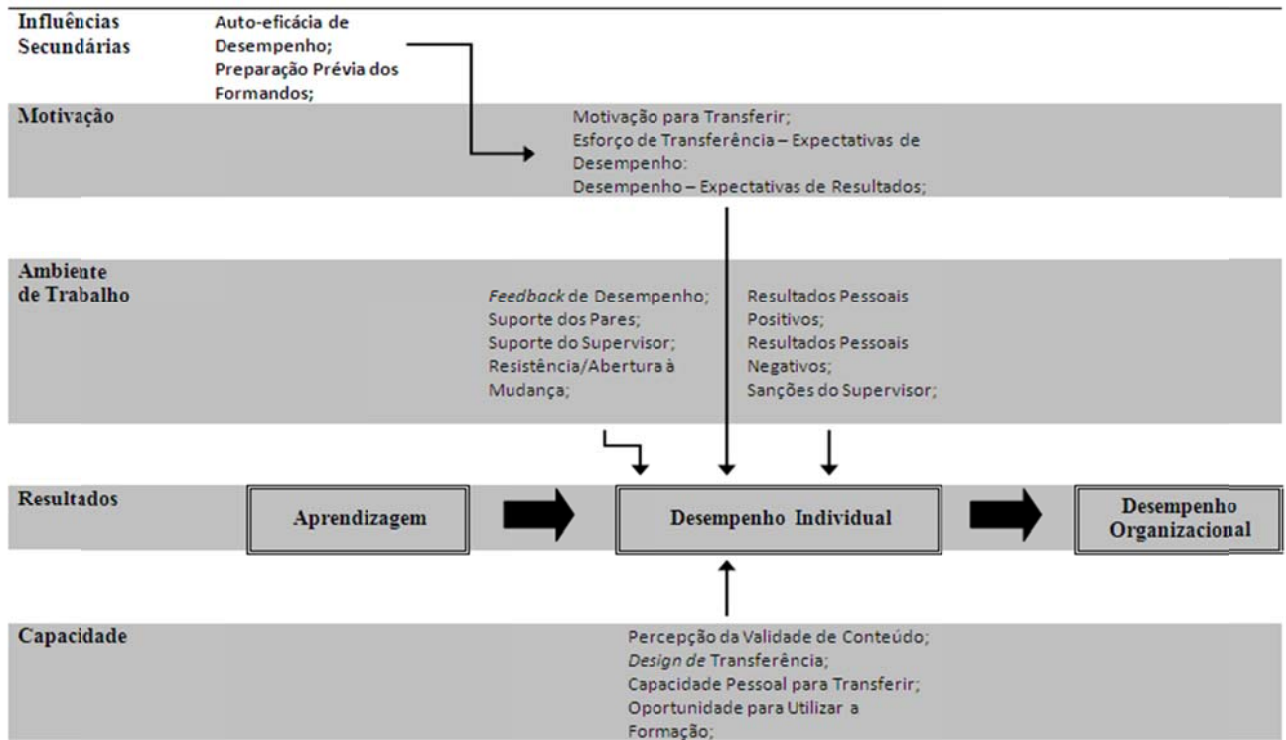 Influências
Secundárias
Auto-eficácia de
Desempenho;
Preparação Prévia dos
Formandos;
Motivação
Motivação para Transferir;
Esforço de Transferência – Expectativas de
Desempenho:
Desempenho – Expectativas de Resultados;
Ambiente
de Trabalho
Feedback de Desempenho;
Suporte dos Pares;
Suporte do Supervisor;
Resistência/Abertura à
Mudança;
Resultados Pessoais
Positivos;
Resultados Pessoais
Negativos;
Sanções do Supervisor;
Resultados
Aprendizagem
Desempenho Individual
Desempenho
Organizacional
Capacidade
Percepção da Validade de Conteúdo;
Design de Transferência;
Capacidade Pessoal para Transferir;
Oportunidade para Utilizar a
Formação;